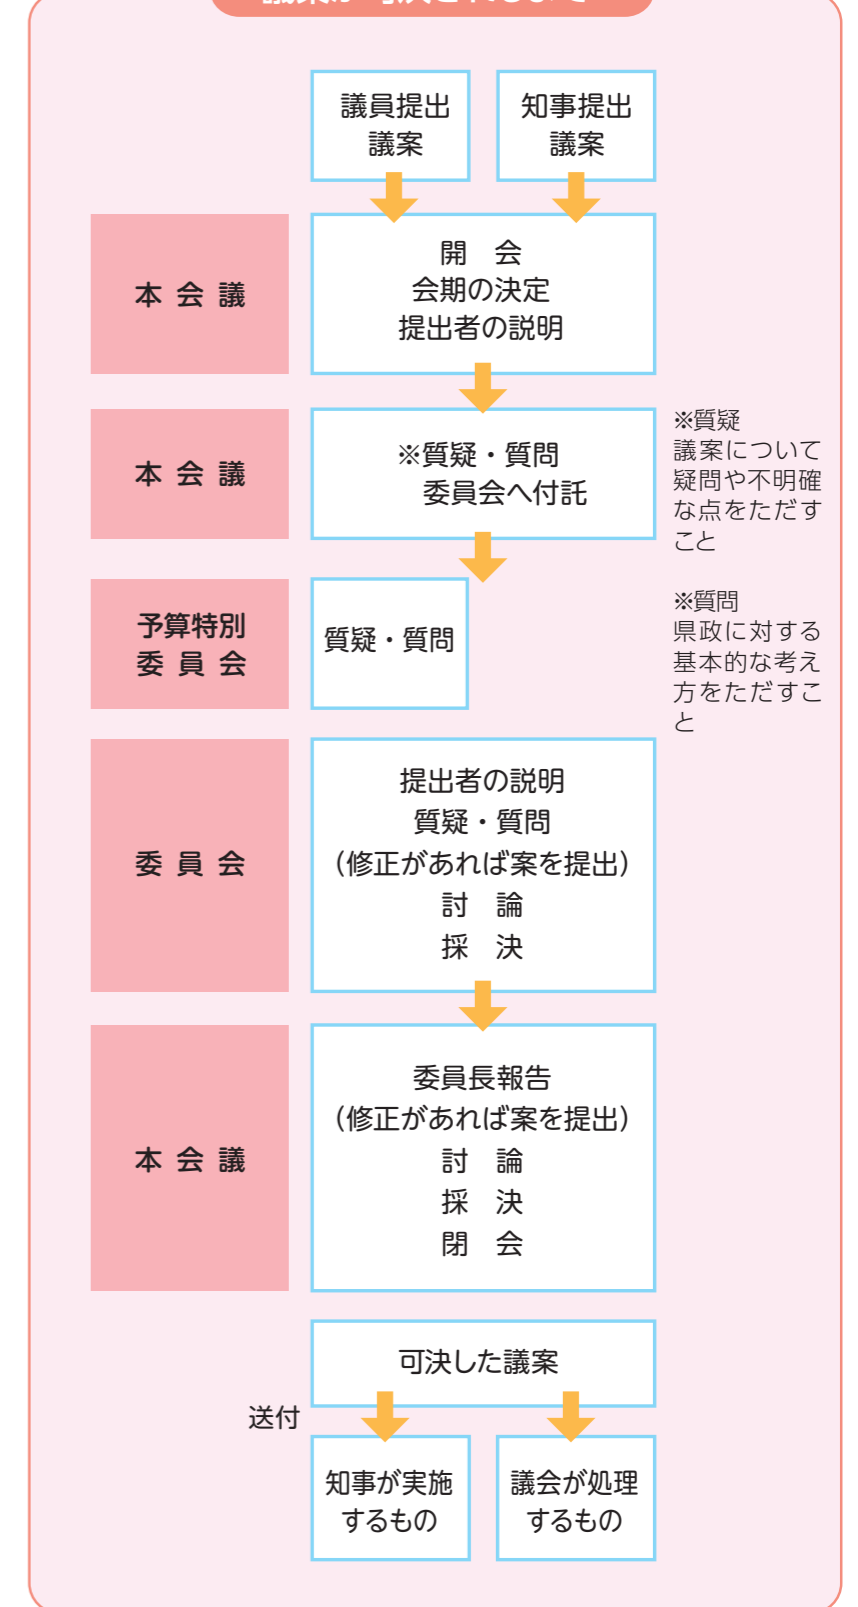 議員提出
議案
知事提出
議案
本会議
開　会
会期の決定
提出者の説明
本会議
※質疑・質問
委員会へ付託
※質疑
議案について
疑問や不明確
な点をただす
こと
予算特別
委員会
質疑・質問
※質問
県政に対する
基本的な考え
方をただすこ
と
委員会
提出者の説明
質疑・質問
（修正があれば案を提出）
討　論
採　決
本会議
委員長報告
（修正があれば案を提出）
討　論
採　決
閉　会
可決した議案
送付
知事が実施
するもの
議会が処理
するもの